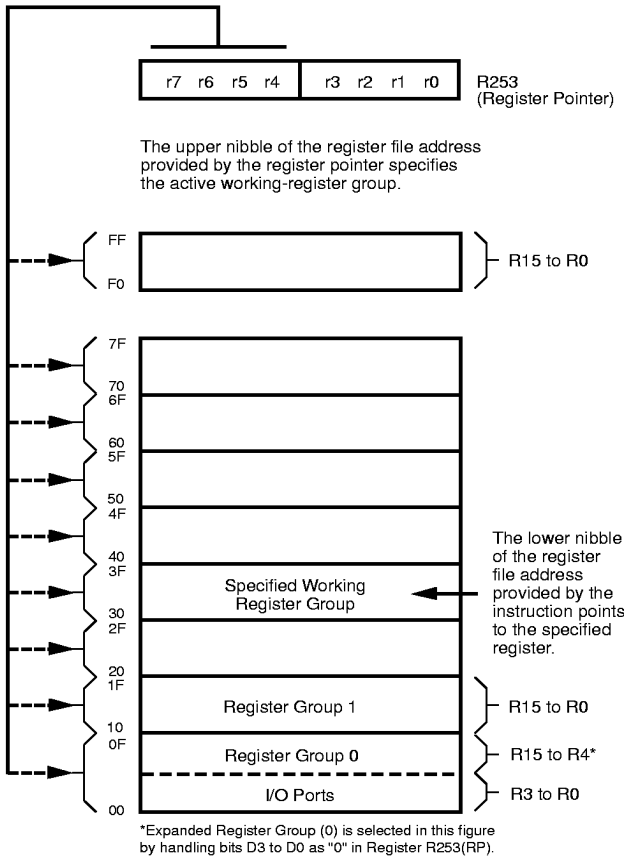 r7 r6 r5 r4 r3 r2 r1 r0
R253
(Register Pointer)
The upper nibble of the register file address
provided by the register pointer specifies
the active working-register group.
FF
F0
R15 to R0
7F
70
6F
60
5F
50
4F
40
3F
Specified Working
Register Group
The lower nibble
of the register
file address
provided by the
instruction points
to the specified
register.
30
2F
20
1F
Register Group 1
R15 to R0
10
0F
Register Group 0
R15 to R4*
I/O Ports
R3 to R0
00
*Expanded Register Group (0) is selected in this figure
by handling bits D3 to D0 as "0" in Register R253(RP).